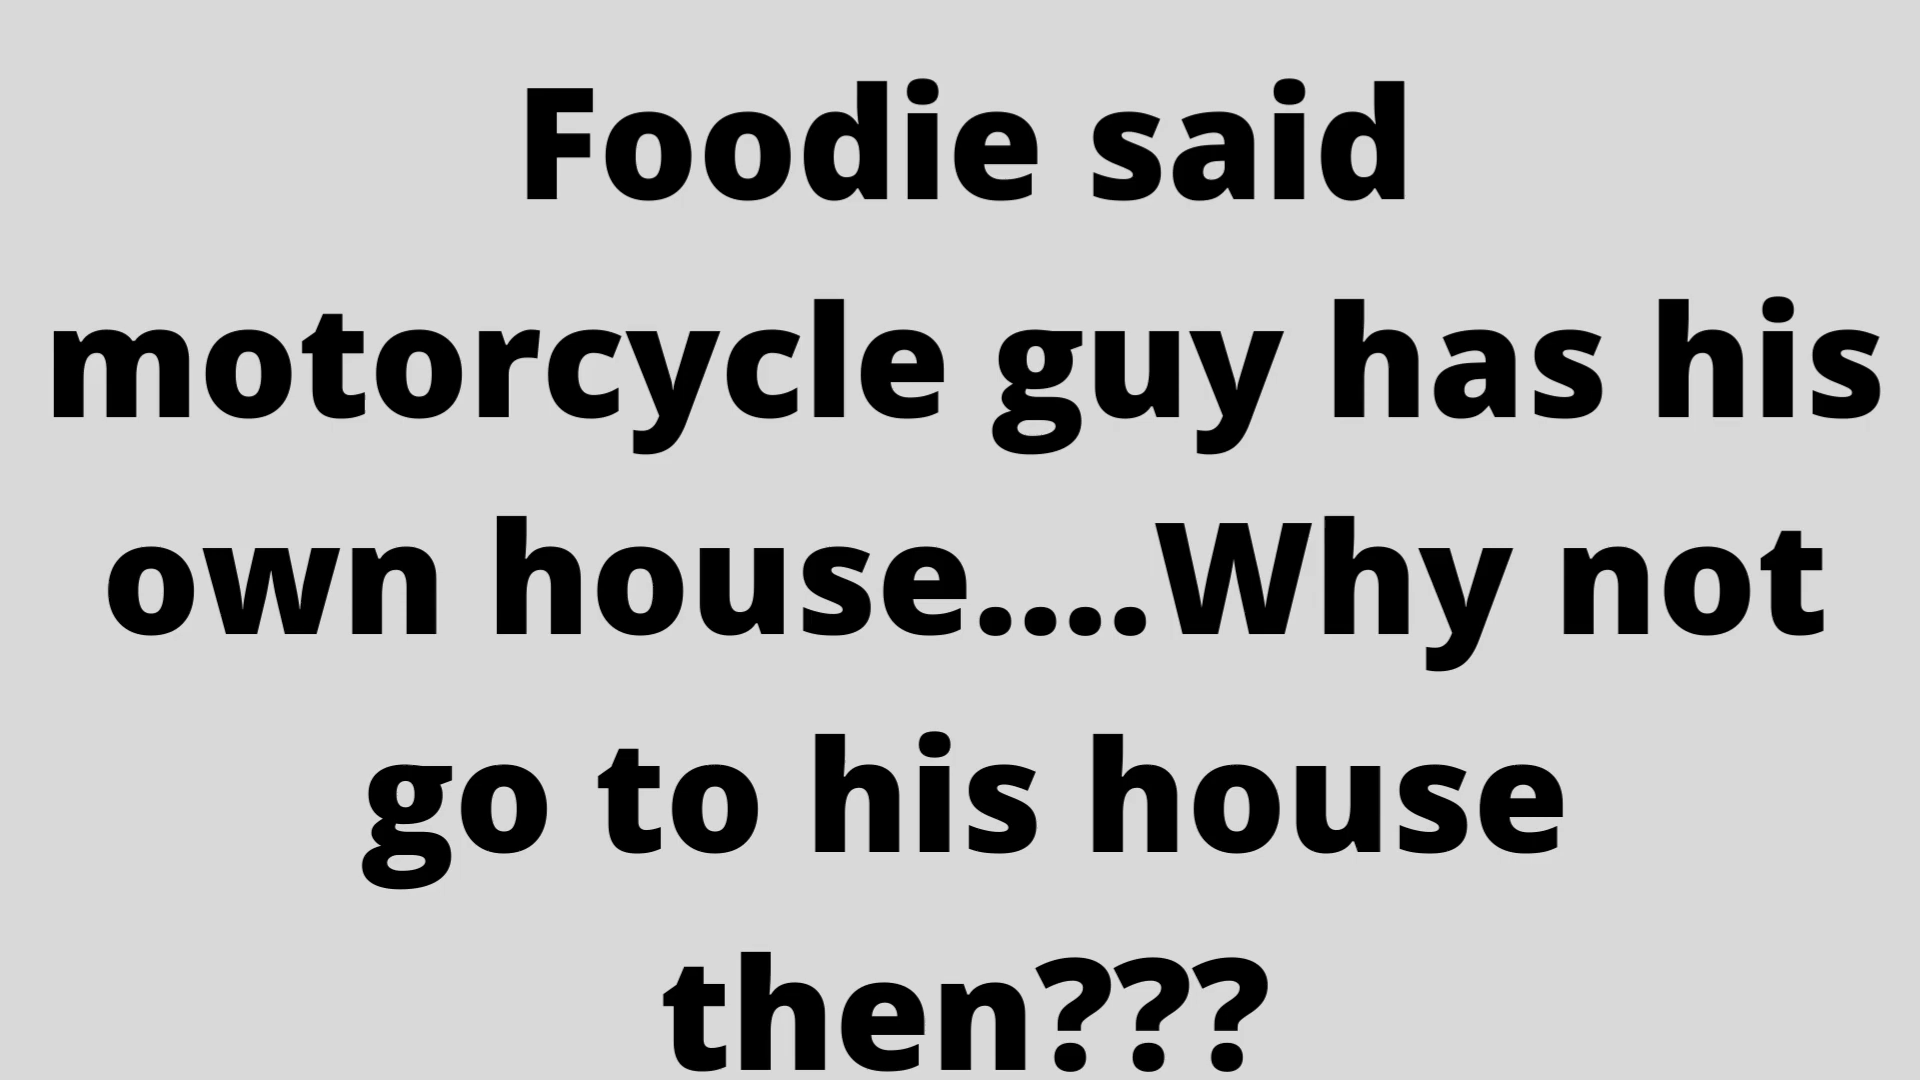 Foodie said
motorcycle guy has his
own house....Why not
go to his house
then???